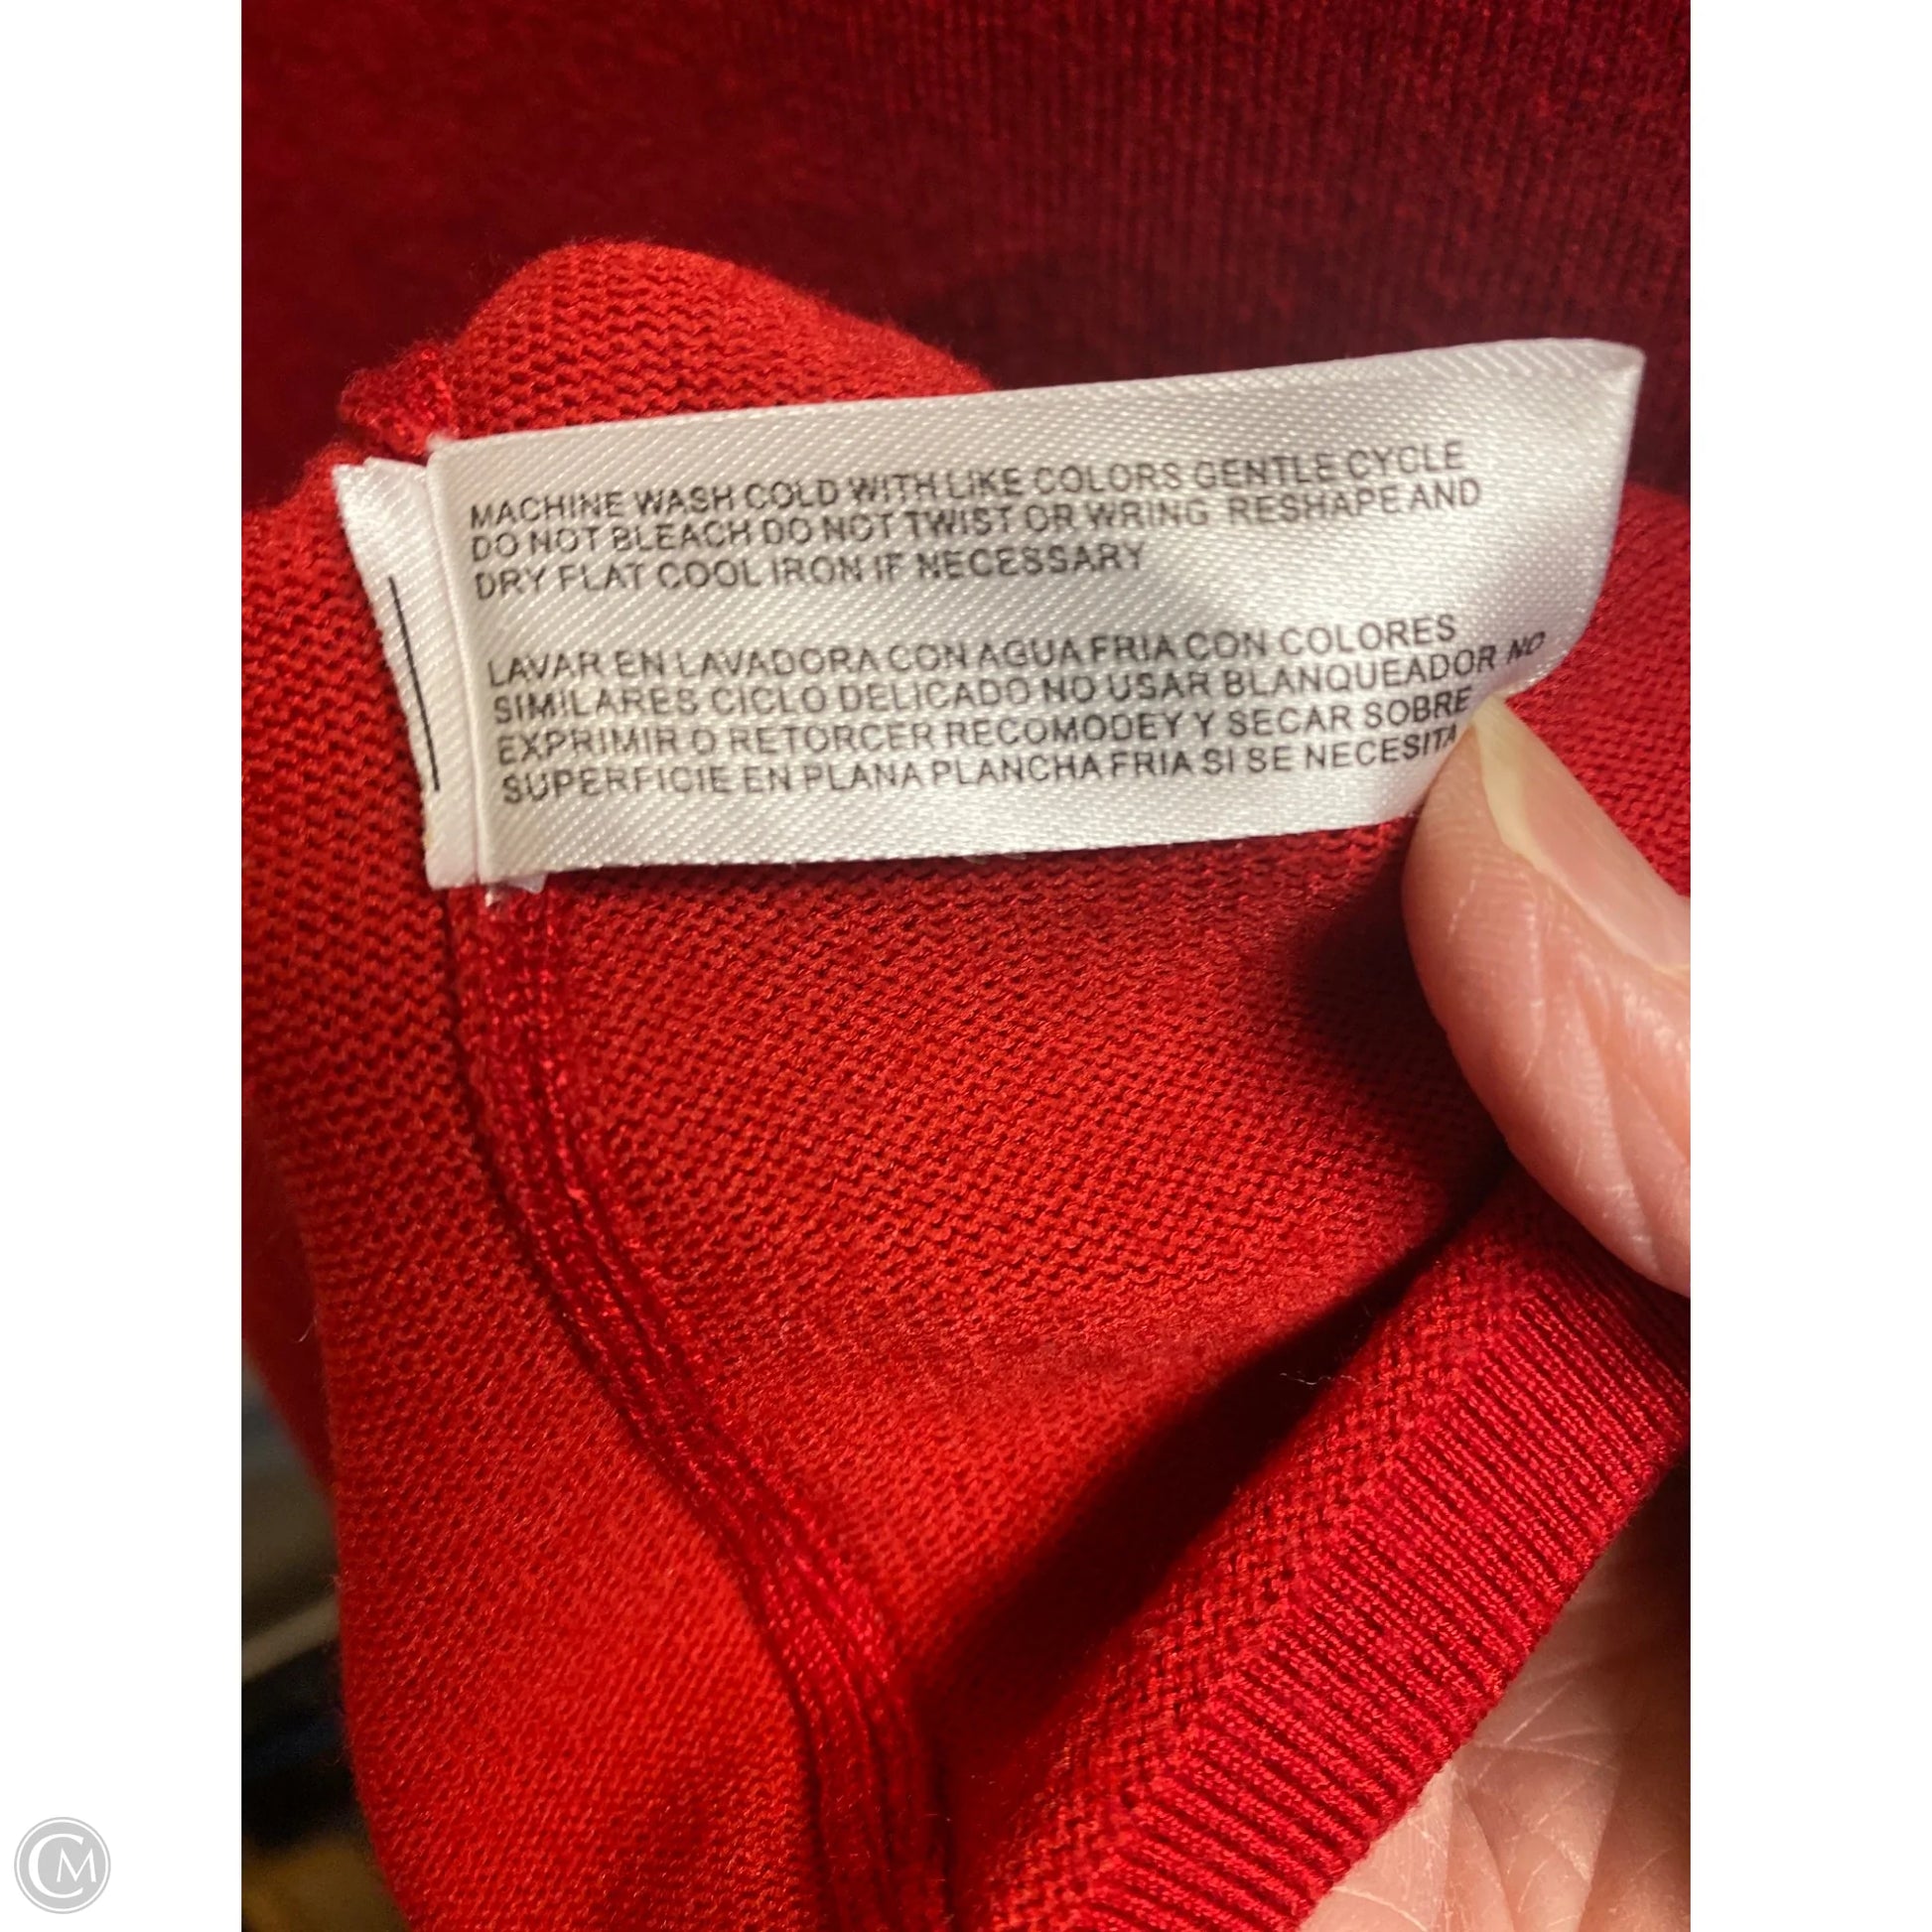 MACHINE WASH COLD WITH LIKE COLORS GENTLE CYCLE
DO NOT BLEACH DO NOT TWIST OR WRING RESHAPE AND
DRY FLAT COOL IRON IF NECESSARY
LAVAR EN LAVADORA CON AGUA FRIA CON COLORES
SIMILARES CICLO DELICADO NO USAR BLANQUEADOR NO
EXPRIMIR O RETORCER RECOMODEY Y SECAR SOBRE
SUPERFICIE EN PLANA PLANCHA FRIA SI SE NECESITA
CM